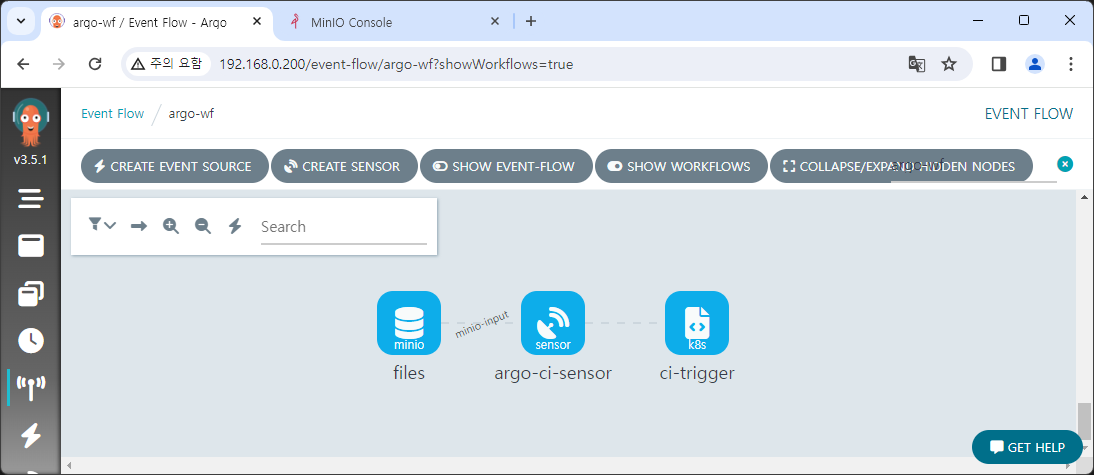 argo-wf / Event Flow - Argo
MinIO Console
주의 요함
192.168.0.200/event-flow/argo-wf?showWorkflows=true
v3.5.1
Event Flow
argo-wf
EVENT FLOW
CREATE EVENT SOURCE
CREATE SENSOR
SHOW EVENT-FLOW
SHOW WORKFLOWS
COLLAPSE/EXPAND HIDDEN NODES
argo-wf
Search
minio
minio-input
sensor
k8s
files
argo-ci-sensor
ci-trigger
GET HELP